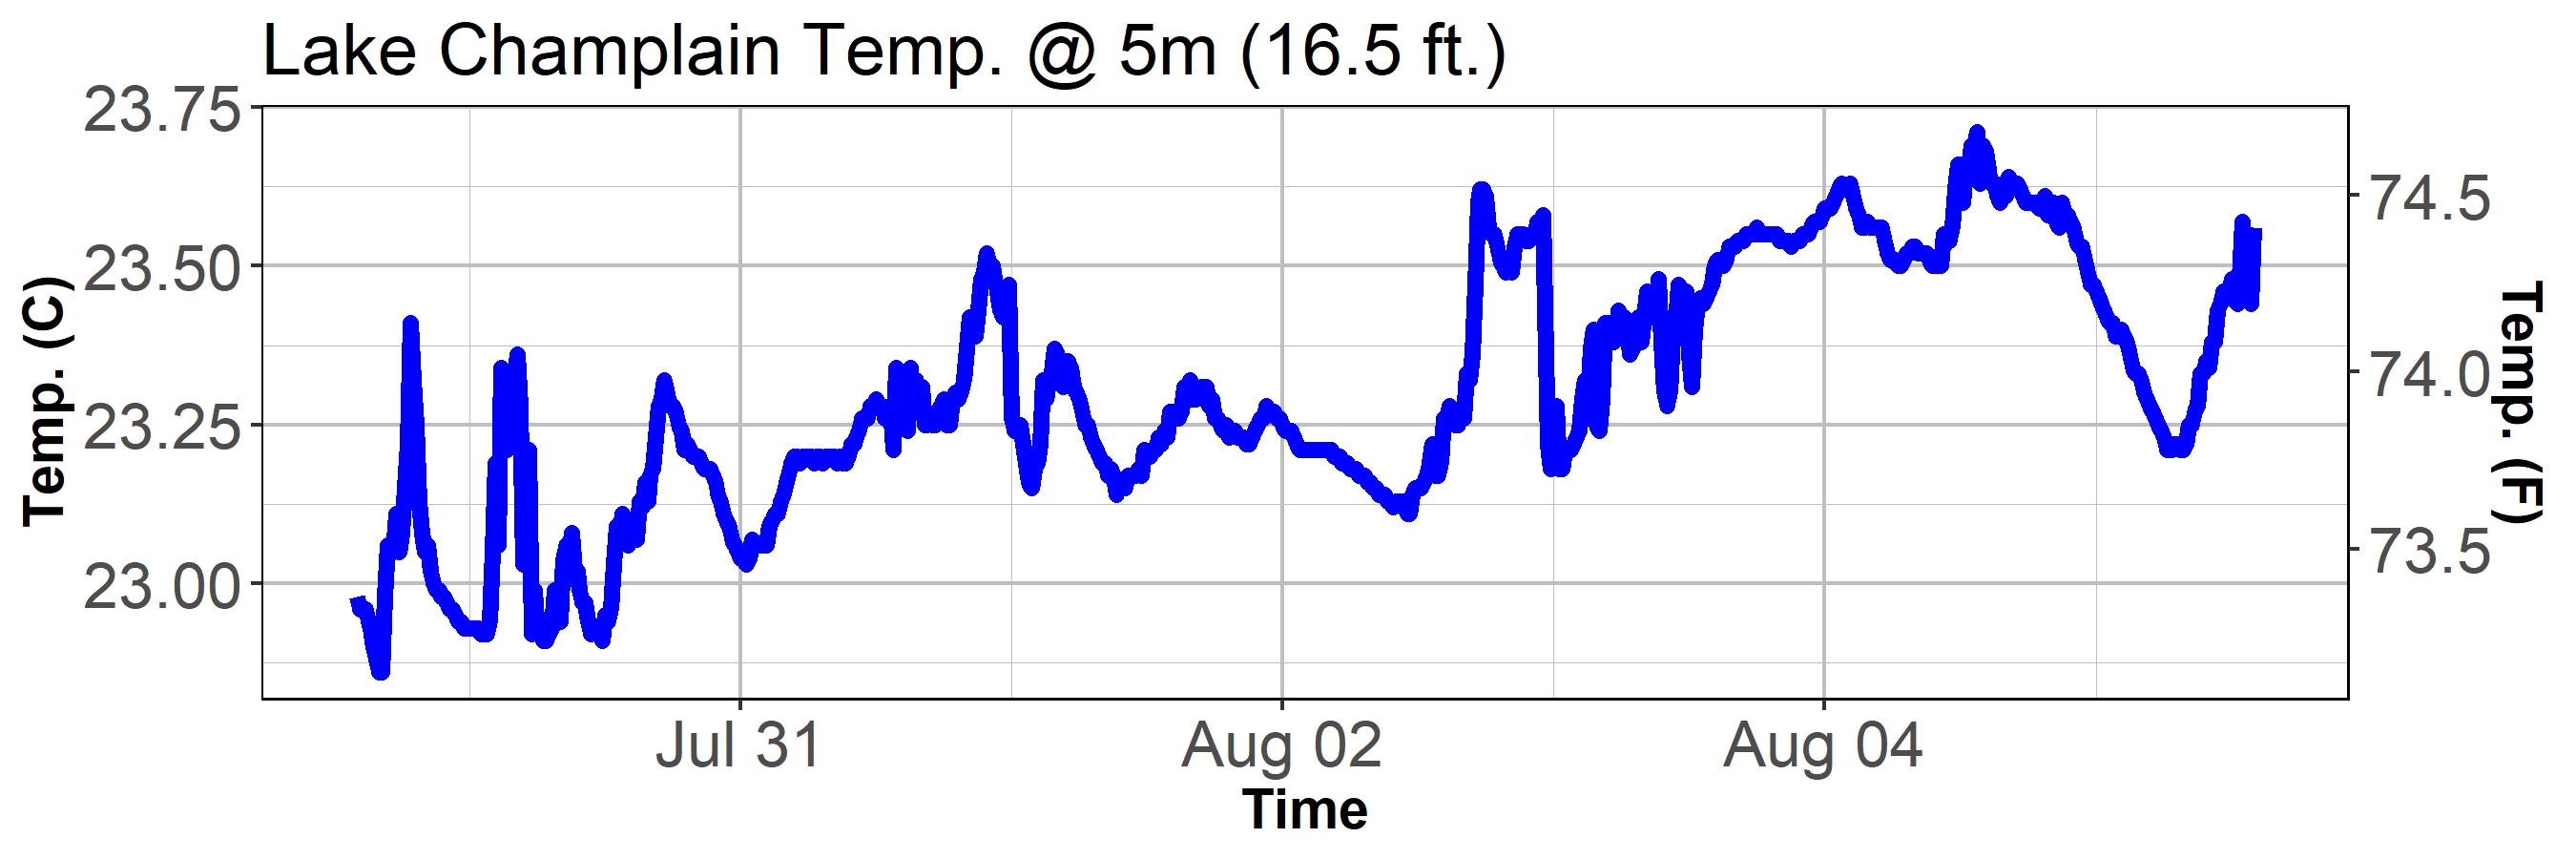 Lake Champlain Temp. @ 5m (16.5 ft.)
23.75
23.50
23.25
23.00
Temp. (C)
74.5
74.0
73.5
Temp. (F)
Jul 31
Aug 02
Aug 04
Time